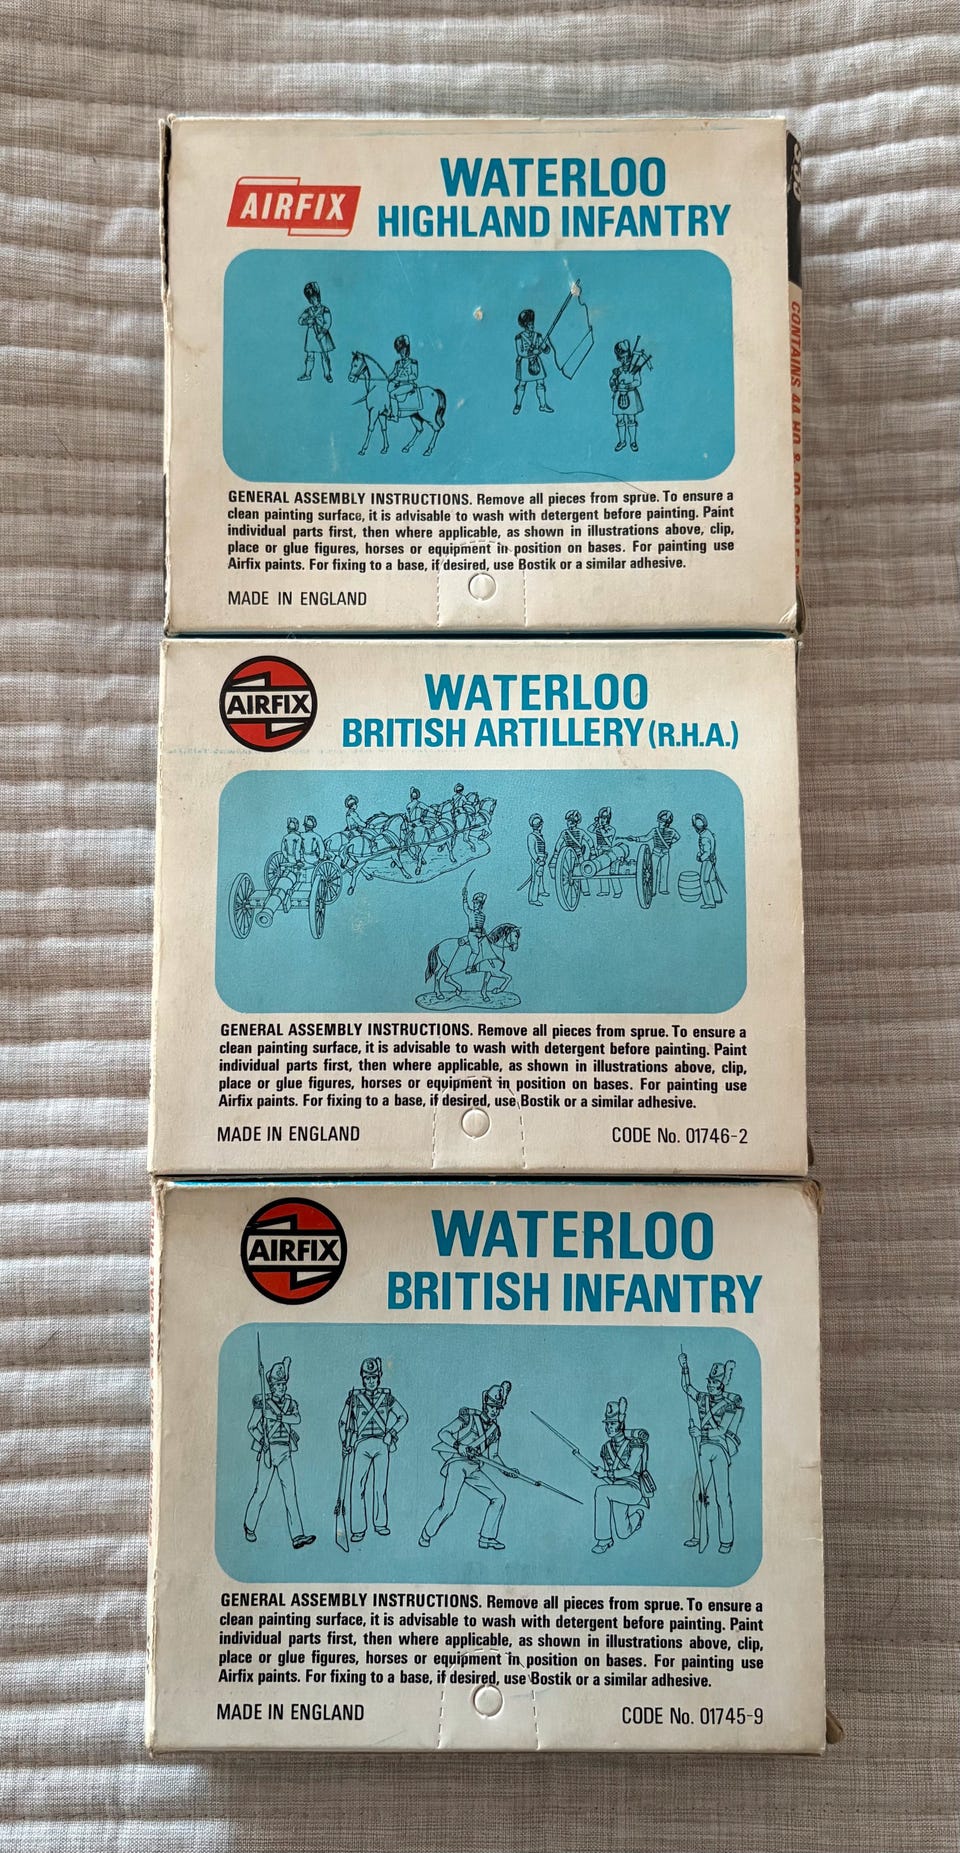 AIRFIX
WATERLOO
HIGHLAND INFANTRY
GENERAL ASSEMBLY INSTRUCTIONS. Remove all pieces from sprue. To ensure a
clean painting surface, it is advisable to wash with detergent before painting. Paint
individual parts first, then where applicable, as shown in illustrations above, clip,
place or glue figures, horses or equipment in position on bases. For painting use
Airfix paints. For fixing to a base, if desired, use Bostik or a similar adhesive.
MADE IN ENGLAND
CONTAINS 44 HO & OO SCALE
AIRFIX
WATERLOO
BRITISH ARTILLERY (R.H.A.)
GENERAL ASSEMBLY INSTRUCTIONS. Remove all pieces from sprue. To ensure a
clean painting surface, it is advisable to wash with detergent before painting. Paint
individual parts first, then where applicable, as shown in illustrations above, clip,
place or glue figures, horses or equipment in position on bases. For painting use
Airfix paints. For fixing to a base, if desired, use Bostik or a similar adhesive.
MADE IN ENGLAND
CODE No. 01746-2
AIRFIX
WATERLOO
BRITISH INFANTRY
GENERAL ASSEMBLY INSTRUCTIONS. Remove all pieces from sprue. To ensure a
clean painting surface, it is advisable to wash with detergent before painting. Paint
individual parts first, then where applicable, as shown in illustrations above, clip,
place or glue figures, horses or equipment in position on bases. For painting use
Airfix paints. For fixing to a base, if desired, use Bostik or a similar adhesive.
MADE IN ENGLAND
CODE No. 01745-9